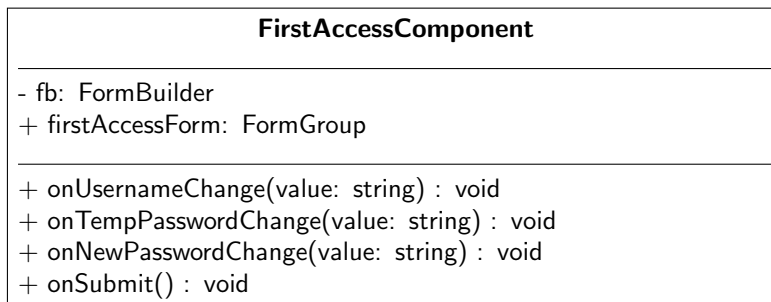 FirstAccessComponent
- fb: FormBuilder
+ firstAccessForm: FormGroup
+ onUsernameChange(value: string) : void
+ onTempPasswordChange(value: string) : void
+ onNewPasswordChange(value: string) : void
+ onSubmit() : void